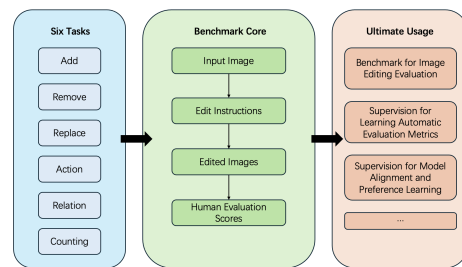 Six Tasks
Add
Remove
Replace
Action
Relation
Counting
Benchmark Core
Input Image
Edit Instructions
Edited Images
Human Evaluation
Scores
Ultimate Usage
Benchmark for Image
Editing Evaluation
Supervision for
Learning Automatic
Evaluation Metrics
Supervision for Model
Alignment and
Preference Learning
...